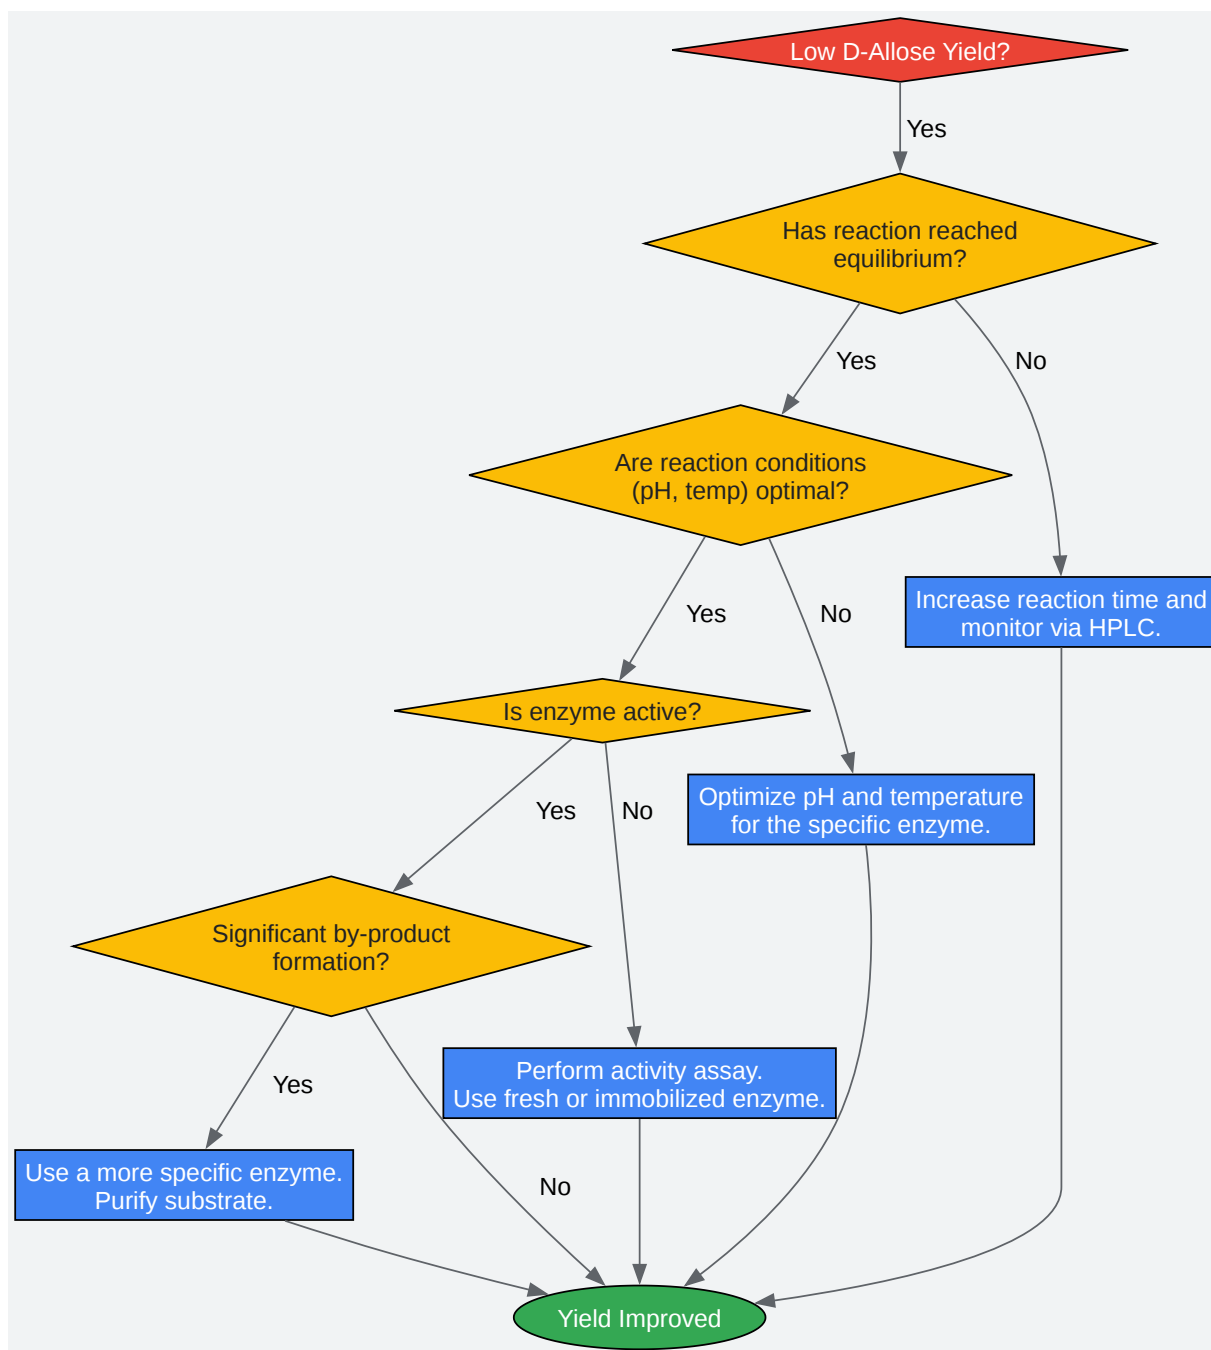 Low D-Allose Yield?
Yes
Has reaction reached
equilibrium?
Yes
No
Are reaction conditions
(pH, temp) optimal?
Yes
No
Increase reaction time and
monitor via HPLC.
Is enzyme active?
Yes
No
Optimize pH and temperature
for the specific enzyme.
Significant by-product
formation?
Yes
No
Perform activity assay.
Use fresh or immobilized enzyme.
Use a more specific enzyme.
Purify substrate.
Yield Improved